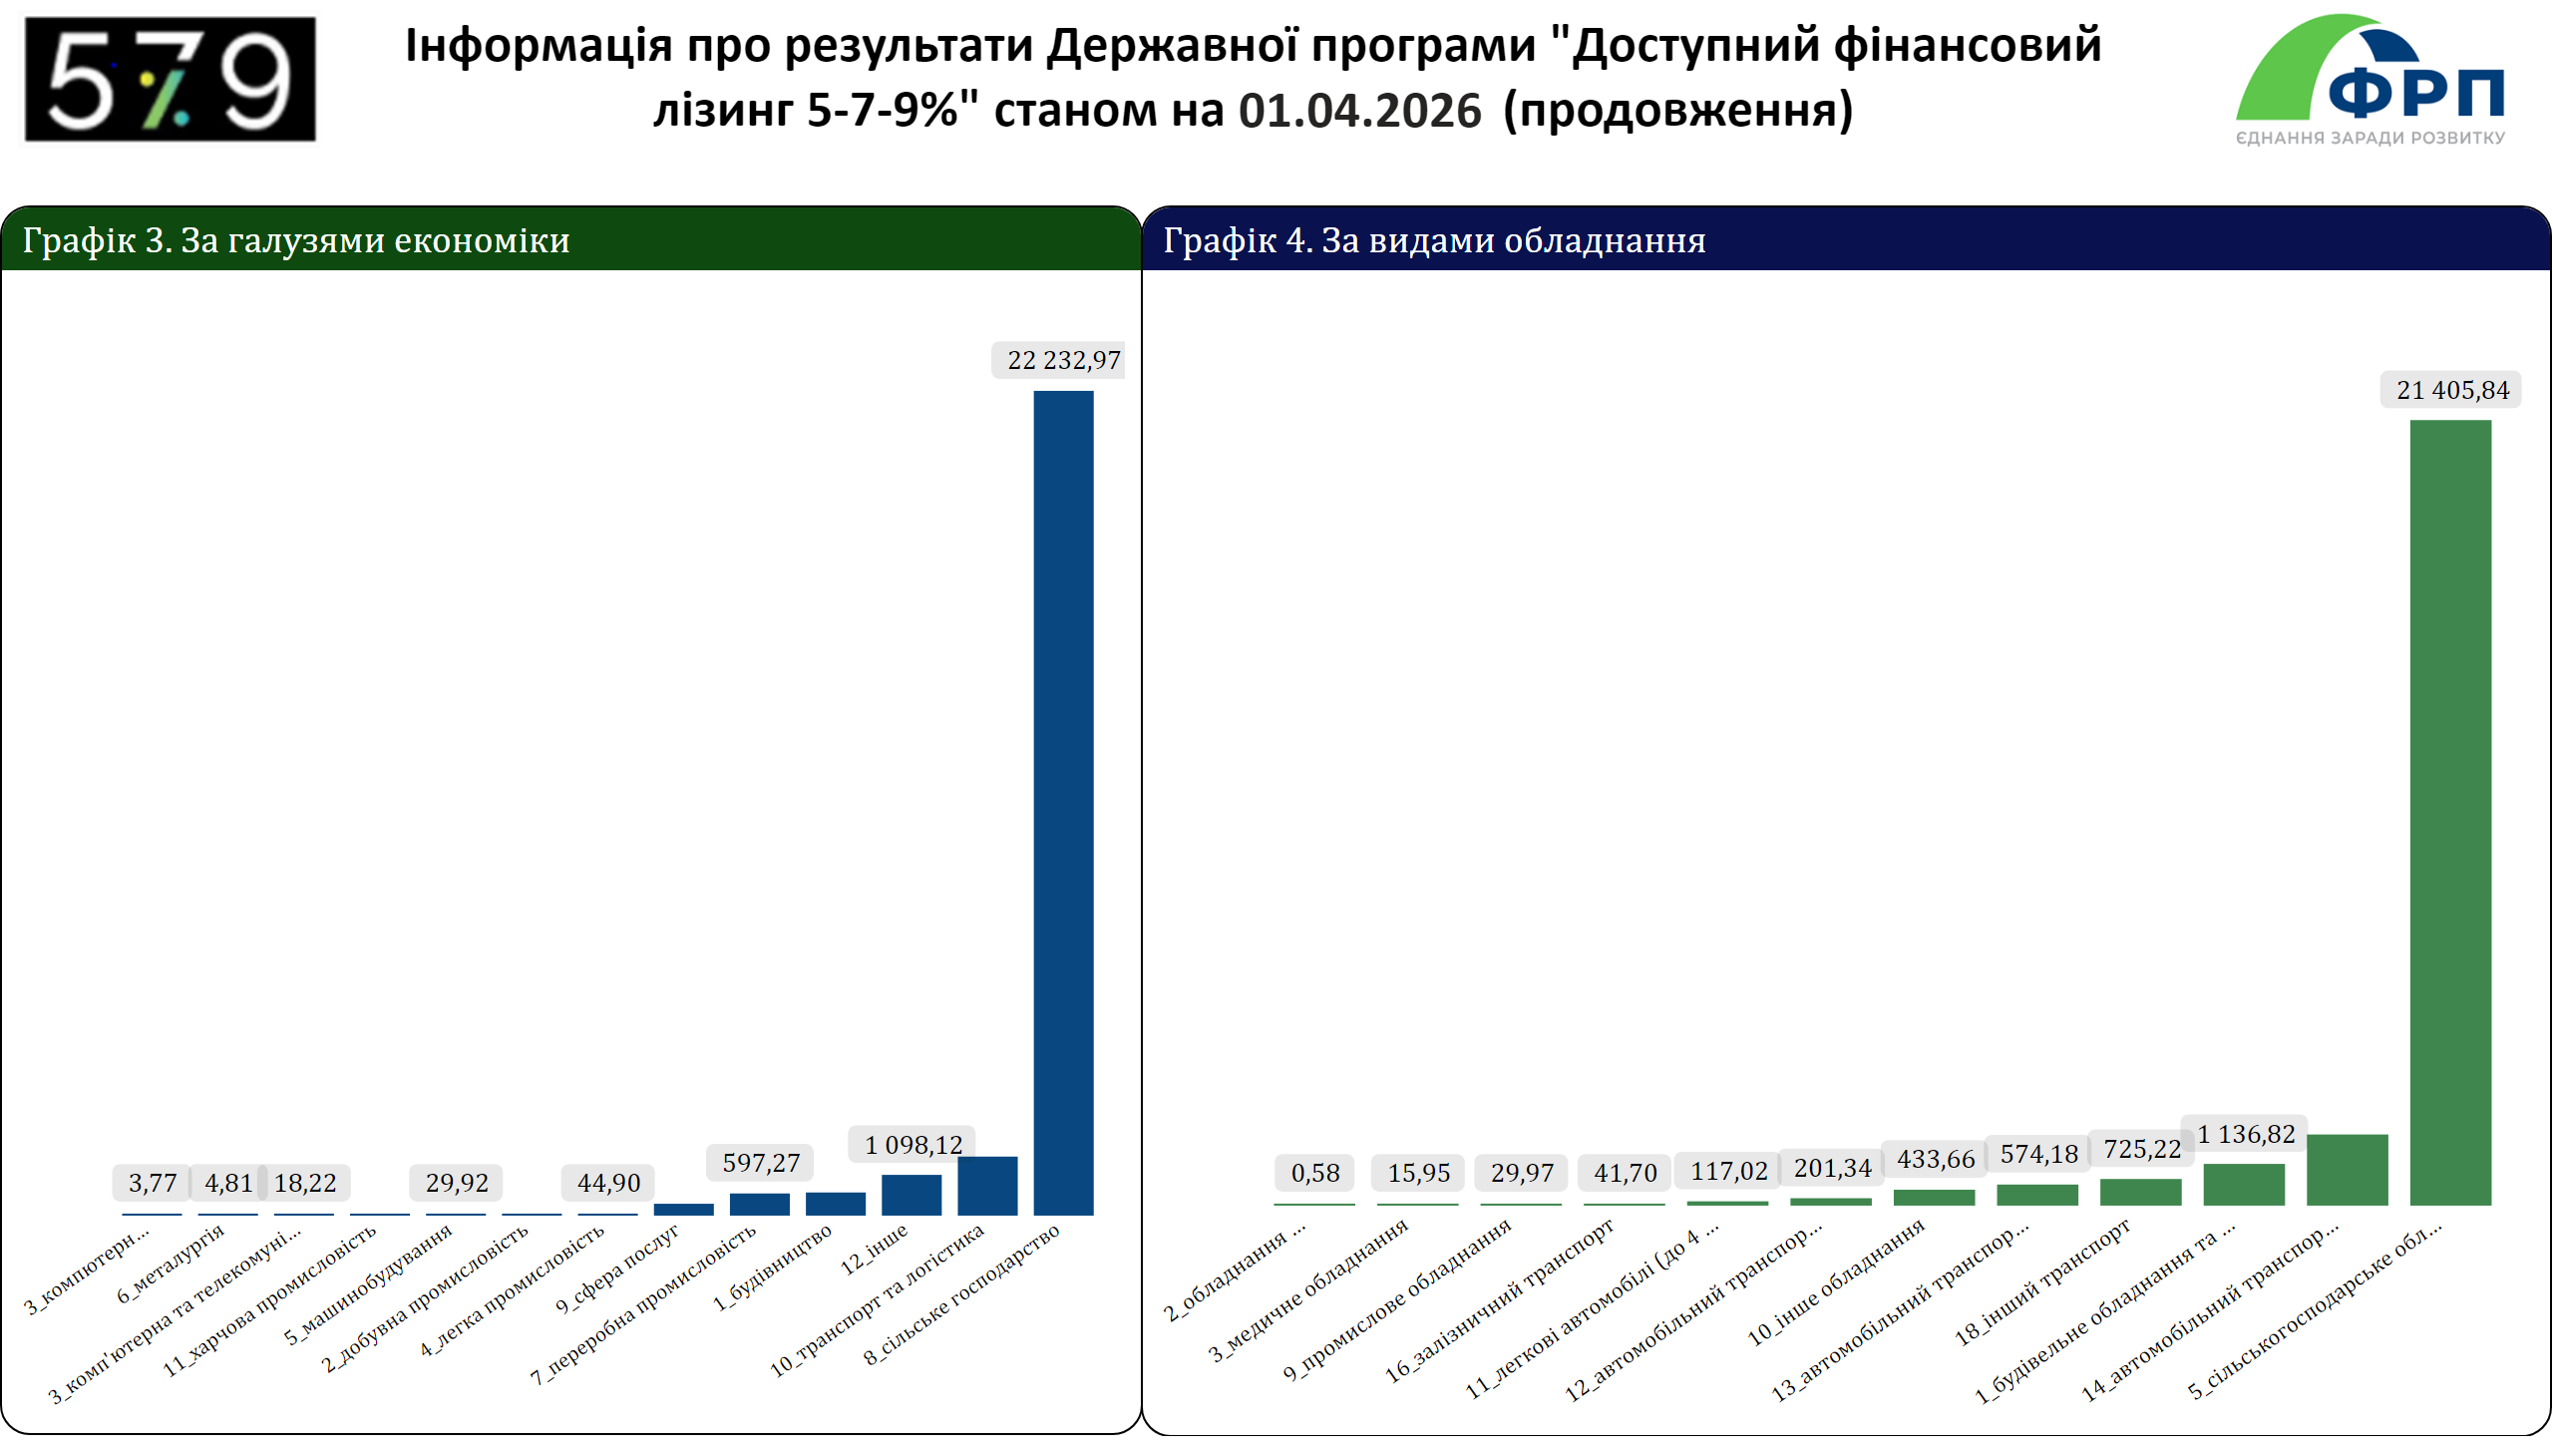 579
Інформація про результати Державної програми "Доступний фінансовий
лізинг 5-7-9%" станом на 01.04.2026 (продовження)
ФРП
ЄДНАННЯ ЗАРАДИ РОЗВИТКУ
Графік 3. За галузями економіки
22 232,97
1 098,12
597,27
3,77
4,81
18,22
29,92
44,90
3_компютерн...
6_металургія
3_комп'ютерна та телекомуні...
11_харчова промисловість
5_машинобудування
2_добувна промисловість
4_легка промисловість
9_сфера послуг
7_переробна промисловість
1_будівництво
12_інше
10_транспорт та логістика
8_сільське господарство
Графік 4. За видами обладнання
21 405,84
0,58
15,95
29,97
41,70
117,02
201,34
433,66
574,18
725,22
1 136,82
2_обладнання ...
3_медичне обладнання
9_промислове обладнання
16_залізничний транспорт
11_легкові автомобілі (до 4 ...
12_автомобільний транспор...
10_інше обладнання
13_автомобільний транспор...
18_інший транспорт
1_будівельне обладнання та ...
14_автомобільний транспор...
5_сільськогосподарське обл...